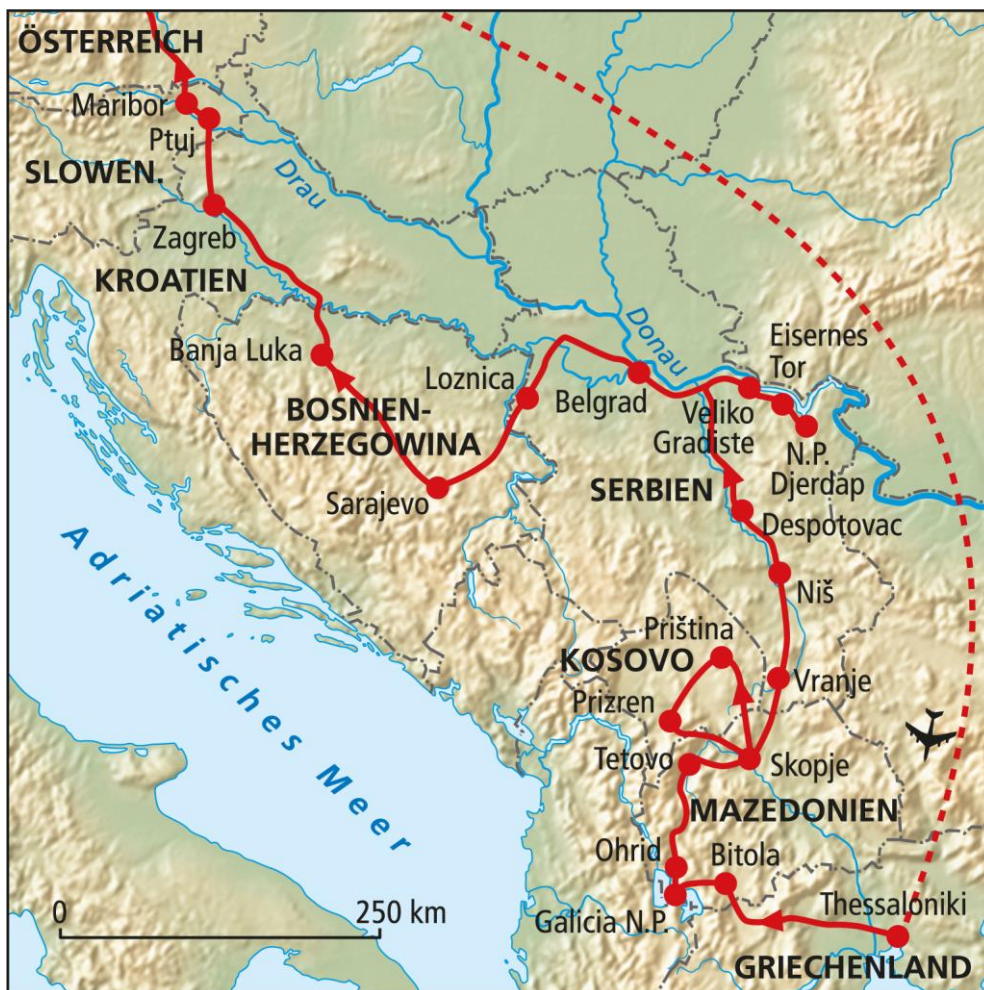 ÖSTERREICH
Maribor
Ptuj
SLOWEN.
Drau
Zagreb
KROATIEN
Banja Luka
Loznica
Belgrad
Donau
Eisernes
Tor
BOSNIEN-
HERZEGOWINA
Veliko
Gradiste
N.P.
Djerdap
Sarajevo
SERBIEN
Despotovac
Niš
Adriatisches Meer
Priština
KOSOVO
Prizren
Vranje
Tetovo
Skopje
MAZEDONIEN
Ohrid
Bitola
Galicia N.P.
Thessaloniki
GRIECHENLAND
0
250 km